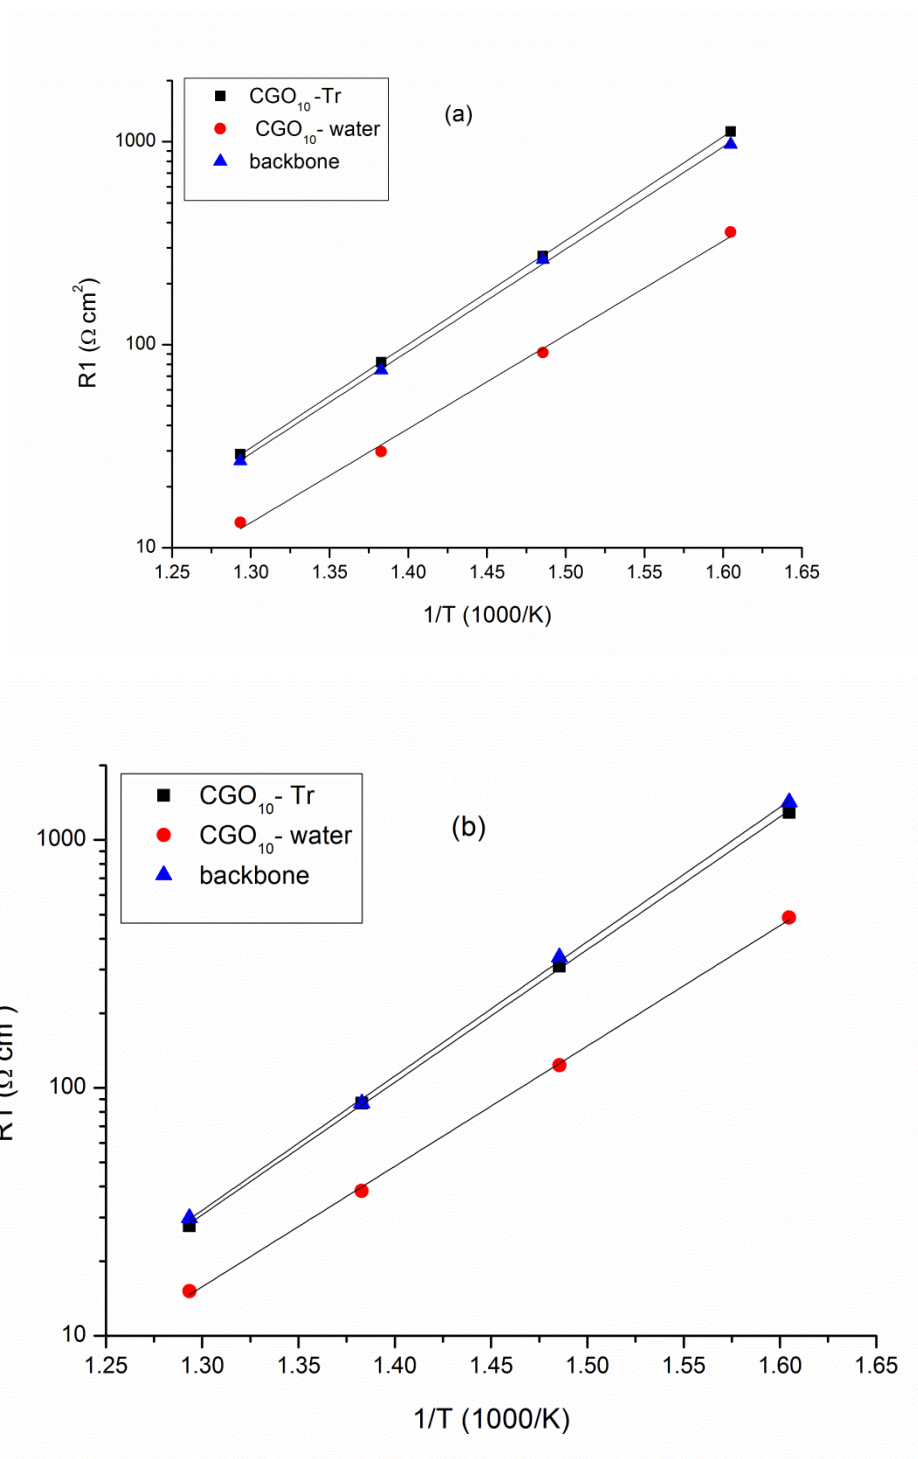 CGO10 -Tr
CGO10- water
backbone
(a)
1000
100
10
R1 (Ω cm2)
1.25 1.30 1.35 1.40 1.45 1.50 1.55 1.60 1.65
1/T (1000/K)
CGO10- Tr
CGO10- water
backbone
(b)
1000
100
10
1.25 1.30 1.35 1.40 1.45 1.50 1.55 1.60 1.65
1/T (1000/K)